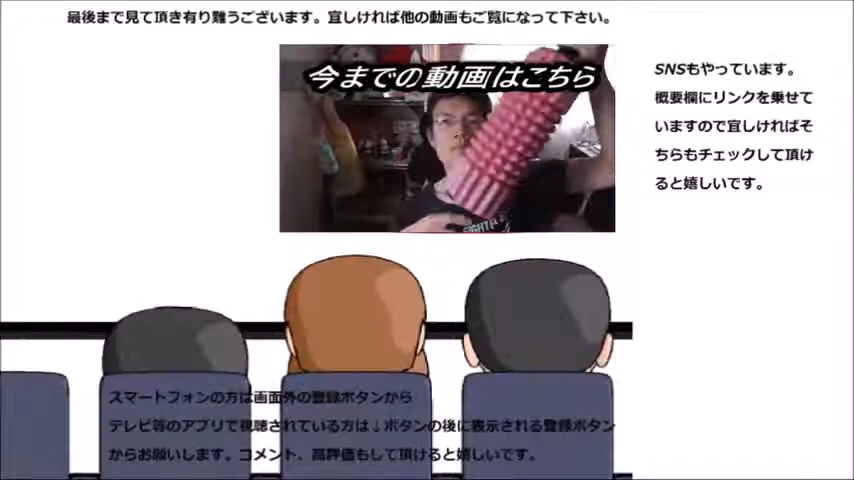 最後まで見て頂き有り難うございます。宜しければ他の動画もご覧になって下さい。
今までの動画はこちら
SNSもやっています。
概要欄にリンクを乗せて
いますので宜しければそ
ちらもチェックして頂け
ると嬉しいです。
スマートフォンの方は画面外の登録ボタンから
テレビ等のアプリで視聴されている方は↓ボタンの後に表示される登録ボタン
からお願いします。コメント、高評価もして頂けると嬉しいです。